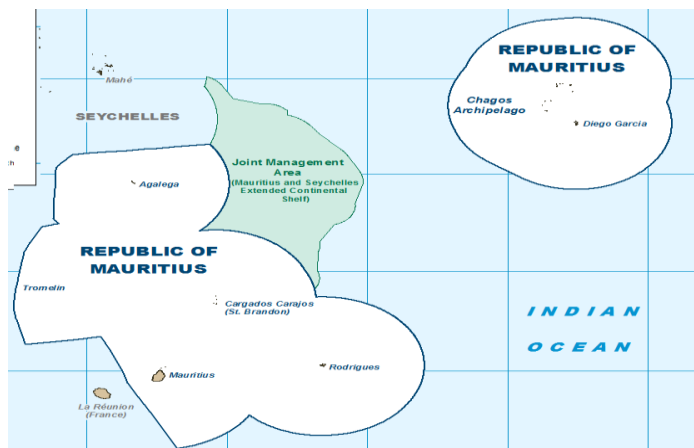 REPUBLIC OF
MAURITIUS
Mahé
Chagos
Archipelago
SEYCHELLES
Diego Garcia
Joint Management
Area
(Mauritius and Seychelles
Extended Continental
Shelf)
Agalega
REPUBLIC OF
MAURITIUS
Tromelin
Cargados Carajos
(St. Brandon)
INDIAN
OCEAN
Rodrigues
Mauritius
La Réunion
(France)